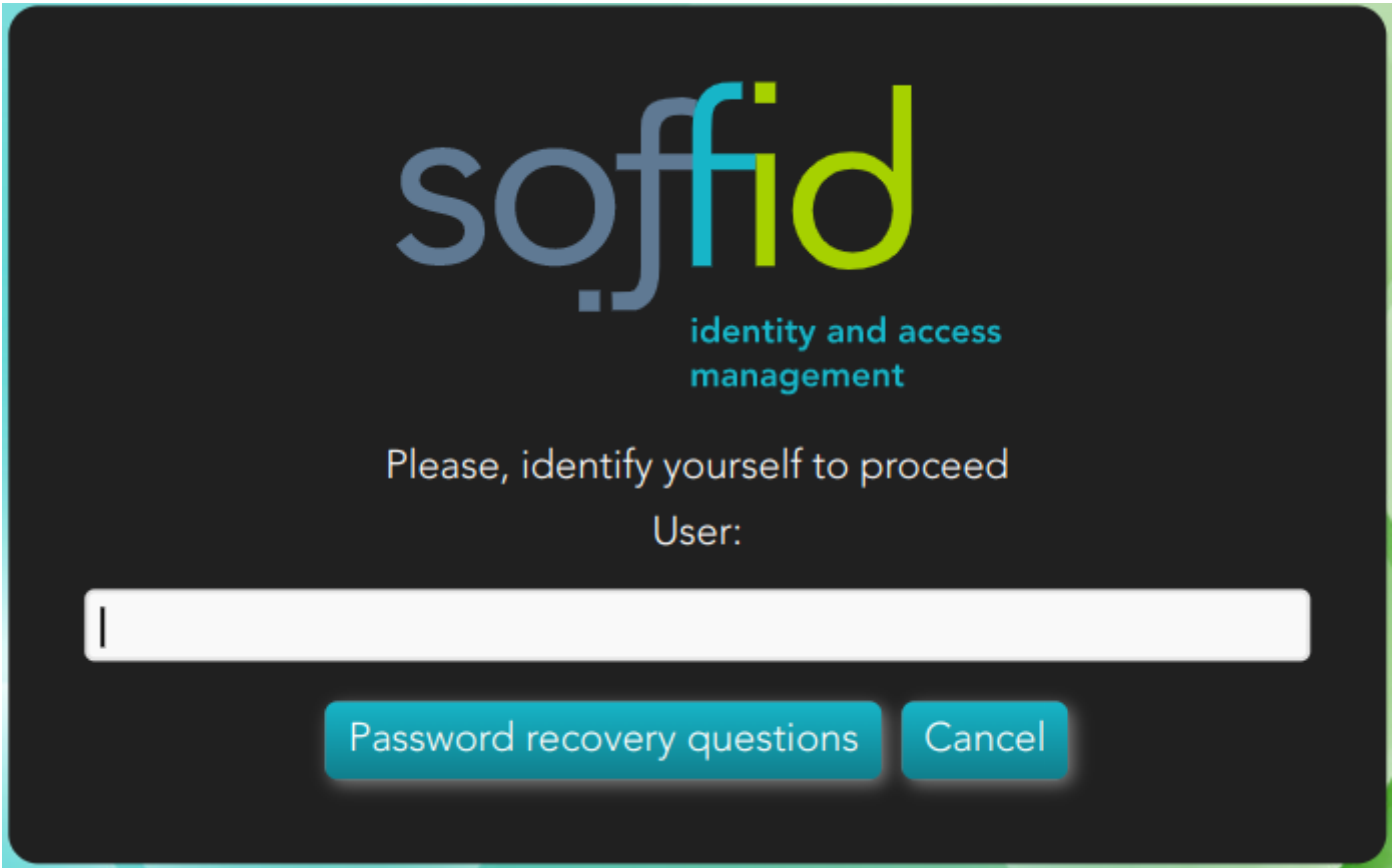 soffid
identity and access
management
Please, identify yourself to proceed
User:
Password recovery questions
Cancel